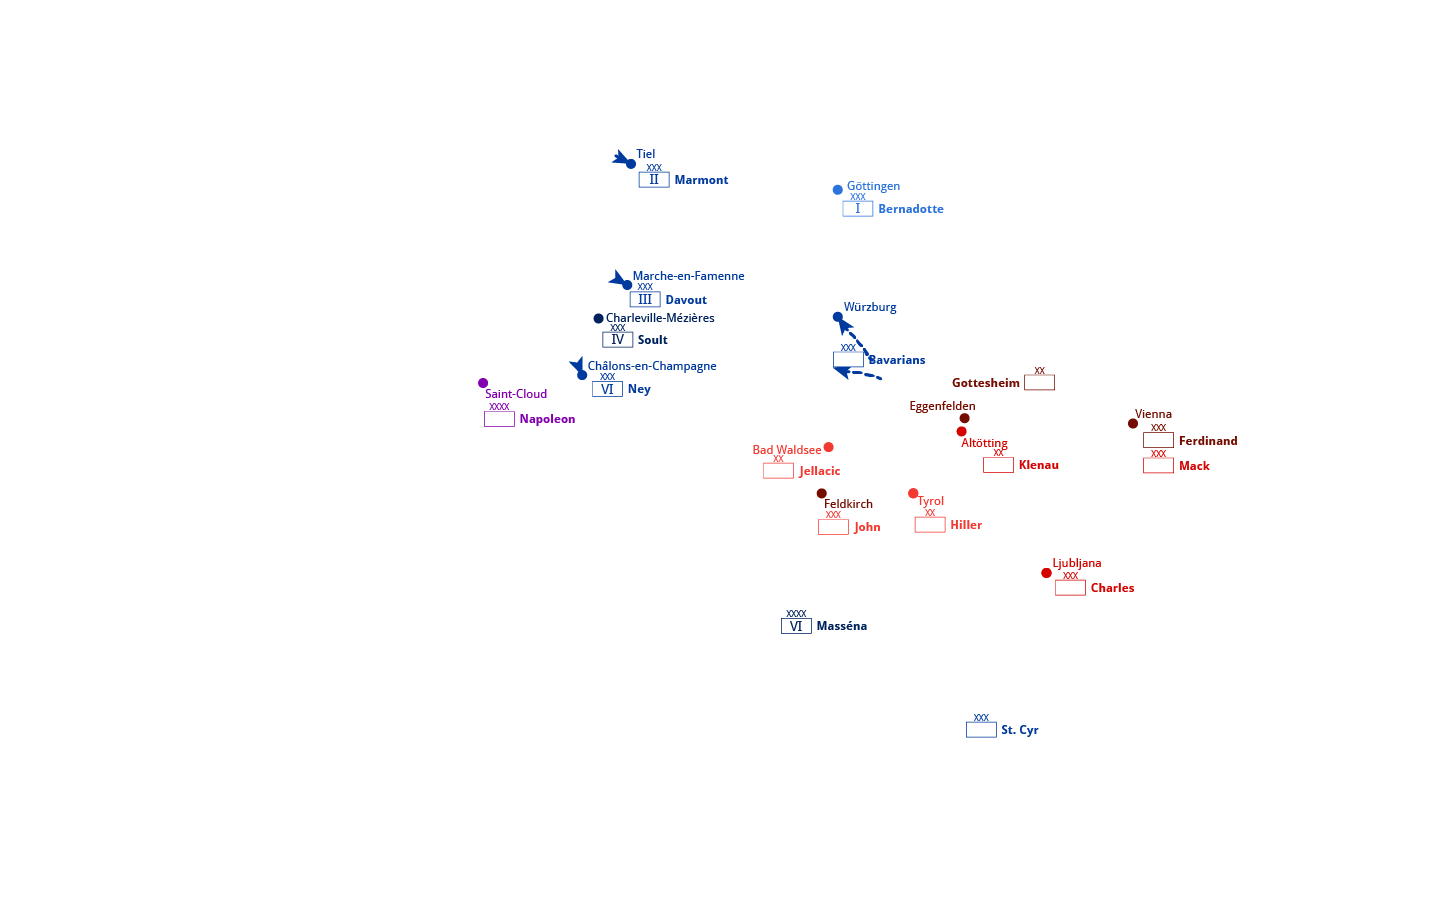 Tiel
XXX
II Marmont
Göttingen
XXX
I Bernadotte
Marche-en-Famenne
XXX
III Davout
Charleville-Mézières
XXX
IV Soult
Würzburg
XXX
Bavarians
Châlons-en-Champagne
XXX
VI Ney
Saint-Cloud
XXXX
Napoleon
XX
Gottesheim
Eggenfelden
Altötting
XX
Klenau
Vienna
XXX
Ferdinand
XXX
Mack
Bad Waldsee
XX
Jellacic
Feldkirch
XXX
John
Tyrol
XX
Hiller
Ljubljana
XXX
Charles
XXXX
VI Masséna
XXX
St. Cyr